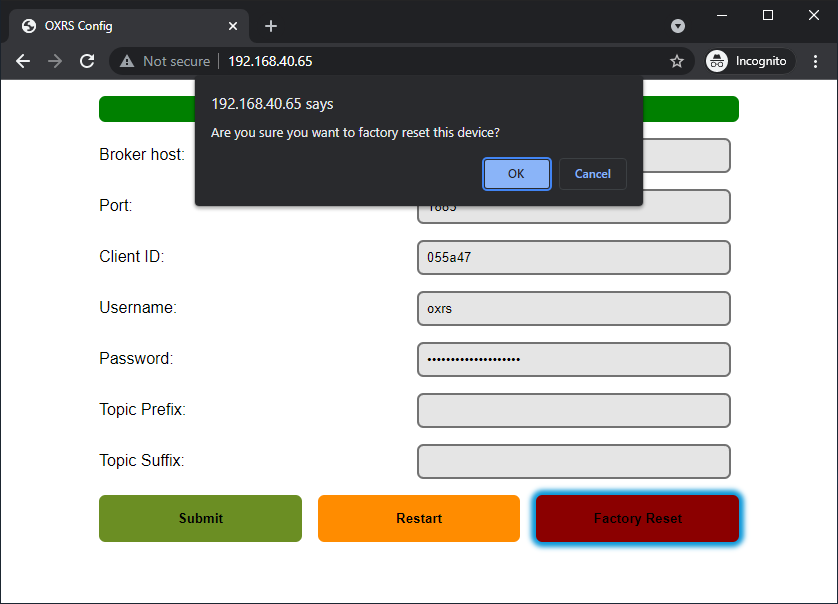 OXRS Config
Not secure
192.168.40.65
Incognito
192.168.40.65 says
Are you sure you want to factory reset this device?
OK
Cancel
Broker host:
Port:
Client ID:
055a47
Username:
oxrs
Password:
••••••••••••••••••••
Topic Prefix:
Topic Suffix:
Submit
Restart
Factory Reset